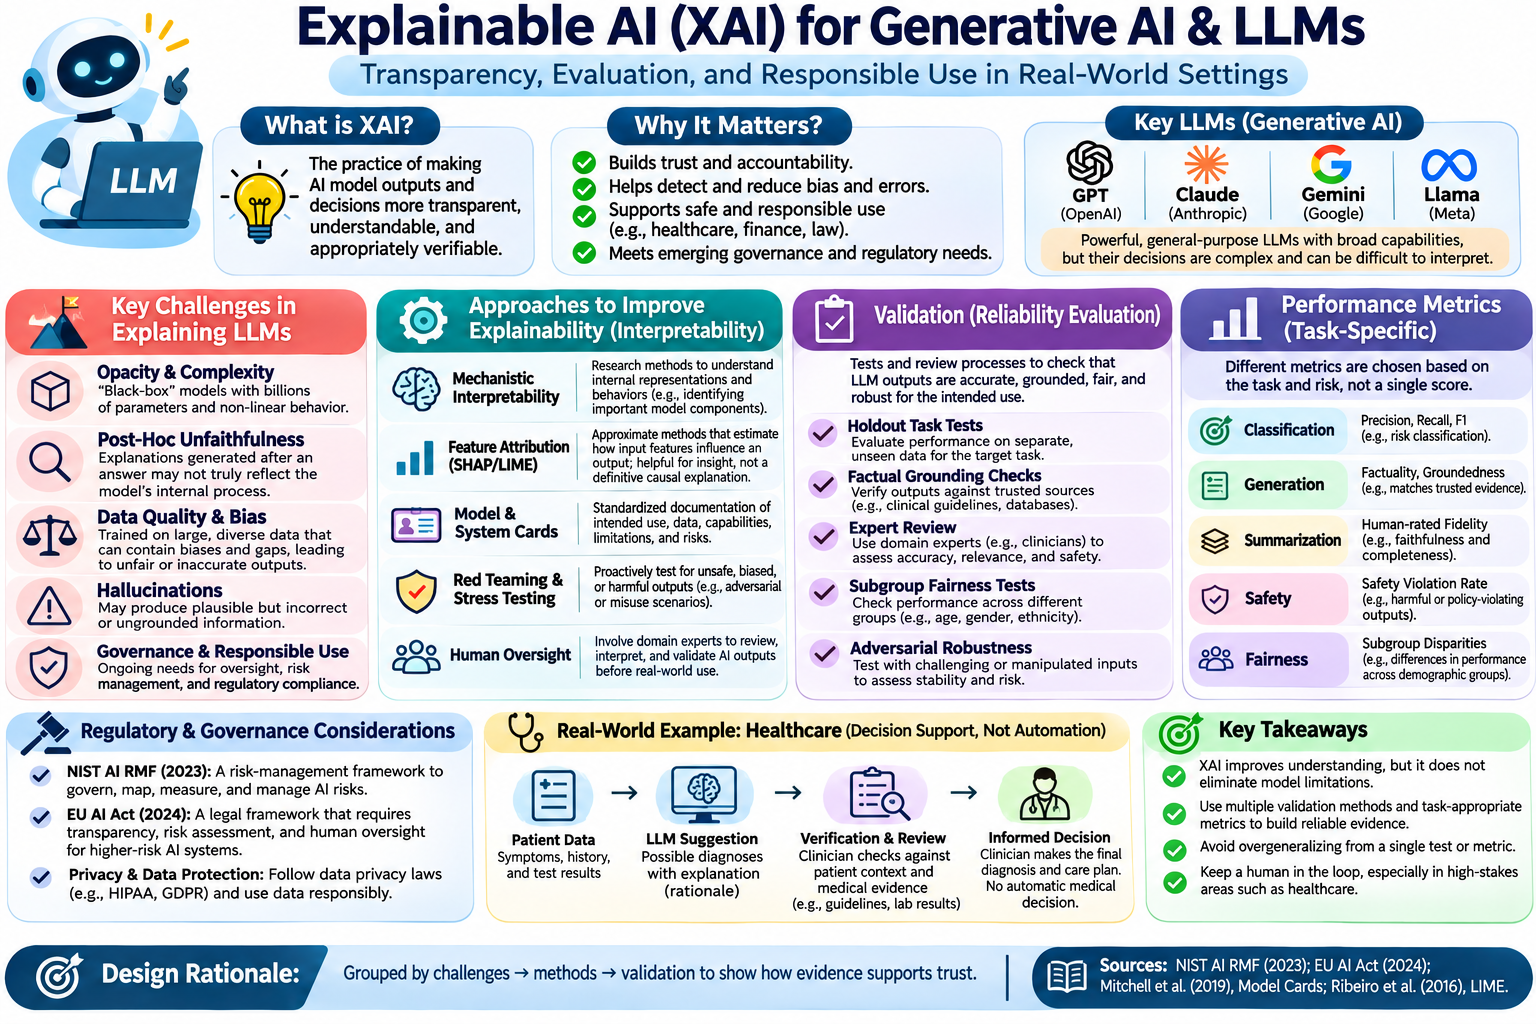 Explainable AI (XAI) for Generative AI & LLMs
Transparency, Evaluation, and Responsible Use in Real-World Settings
LLM
What is XAI?
The practice of making
AI model outputs and
decisions more transparent,
understandable, and
appropriately verifiable.
Why It Matters?
Builds trust and accountability.
Helps detect and reduce bias and errors.
Supports safe and responsible use
(e.g., healthcare, finance, law).
Meets emerging governance and regulatory needs.
Key LLMs (Generative AI)
GPT
(OpenAI)
Claude
(Anthropic)
Gemini
(Google)
Llama
(Meta)
Powerful, general-purpose LLMs with broad capabilities,
but their decisions are complex and can be difficult to interpret.
Key Challenges in
Explaining LLMs
Opacity & Complexity
“Black-box” models with billions
of parameters and non-linear behavior.
Post-Hoc Unfaithfulness
Explanations generated after an
answer may not truly reflect the
model's internal process.
Data Quality & Bias
Trained on large, diverse data that
can contain biases and gaps, leading
to unfair or inaccurate outputs.
Hallucinations
May produce plausible but incorrect
or ungrounded information.
Governance & Responsible Use
Ongoing needs for oversight, risk
management, and regulatory compliance.
Approaches to Improve
Explainability (Interpretability)
Mechanistic
Interpretability
Research methods to understand
internal representations and
behaviors (e.g., identifying
important model components).
Feature Attribution
(SHAP/LIME)
Approximate methods that estimate
how input features influence an
output; helpful for insight, not a
definitive causal explanation.
Model &
System Cards
Standardized documentation of
intended use, data, capabilities,
limitations, and risks.
Red Teaming &
Stress Testing
Proactively test for unsafe, biased,
or harmful outputs (e.g., adversarial
or misuse scenarios).
Human Oversight
Involve domain experts to review,
interpret, and validate AI outputs
before real-world use.
Validation (Reliability Evaluation)
Tests and review processes to check that
LLM outputs are accurate, grounded, fair, and
robust for the intended use.
Holdout Task Tests
Evaluate performance on separate,
unseen data for the target task.
Factual Grounding Checks
Verify outputs against trusted sources
(e.g., clinical guidelines, databases).
Expert Review
Use domain experts (e.g., clinicians) to
assess accuracy, relevance, and safety.
Subgroup Fairness Tests
Check performance across different
groups (e.g., age, gender, ethnicity).
Adversarial Robustness
Test with challenging or manipulated inputs
to assess stability and risk.
Performance Metrics
(Task-Specific)
Different metrics are chosen based on
the task and risk, not a single score.
Classification
Precision, Recall, F1
(e.g., risk classification).
Generation
Factuality, Groundedness
(e.g., matches trusted evidence).
Summarization
Human-rated Fidelity
(e.g., faithfulness and
completeness).
Safety
Safety Violation Rate
(e.g., harmful or policy-violating
outputs).
Fairness
Subgroup Disparities
(e.g., differences in performance
across demographic groups).
Regulatory & Governance Considerations
NIST AI RMF (2023): A risk-management framework to
govern, map, measure, and manage AI risks.
EU AI Act (2024): A legal framework that requires
transparency, risk assessment, and human oversight
for higher-risk AI systems.
Privacy & Data Protection: Follow data privacy laws
(e.g., HIPAA, GDPR) and use data responsibly.
Real-World Example: Healthcare (Decision Support, Not Automation)
Patient Data
Symptoms, history,
and test results
→
LLM Suggestion
Possible diagnoses
with explanation
(rationale)
→
Verification & Review
Clinician checks against
patient context and
medical evidence
(e.g., guidelines, lab results)
→
Informed Decision
Clinician makes the final
diagnosis and care plan.
No automatic medical
decision.
Key Takeaways
XAI improves understanding, but it does not
eliminate model limitations.
Use multiple validation methods and task-appropriate
metrics to build reliable evidence.
Avoid overgeneralizing from a single test or metric.
Keep a human in the loop, especially in high-stakes
areas such as healthcare.
Design Rationale:
Grouped by challenges → methods → validation to show how evidence supports trust.
Sources: NIST AI RMF (2023); EU AI Act (2024);
Mitchell et al. (2019), Model Cards; Ribeiro et al. (2016), LIME.